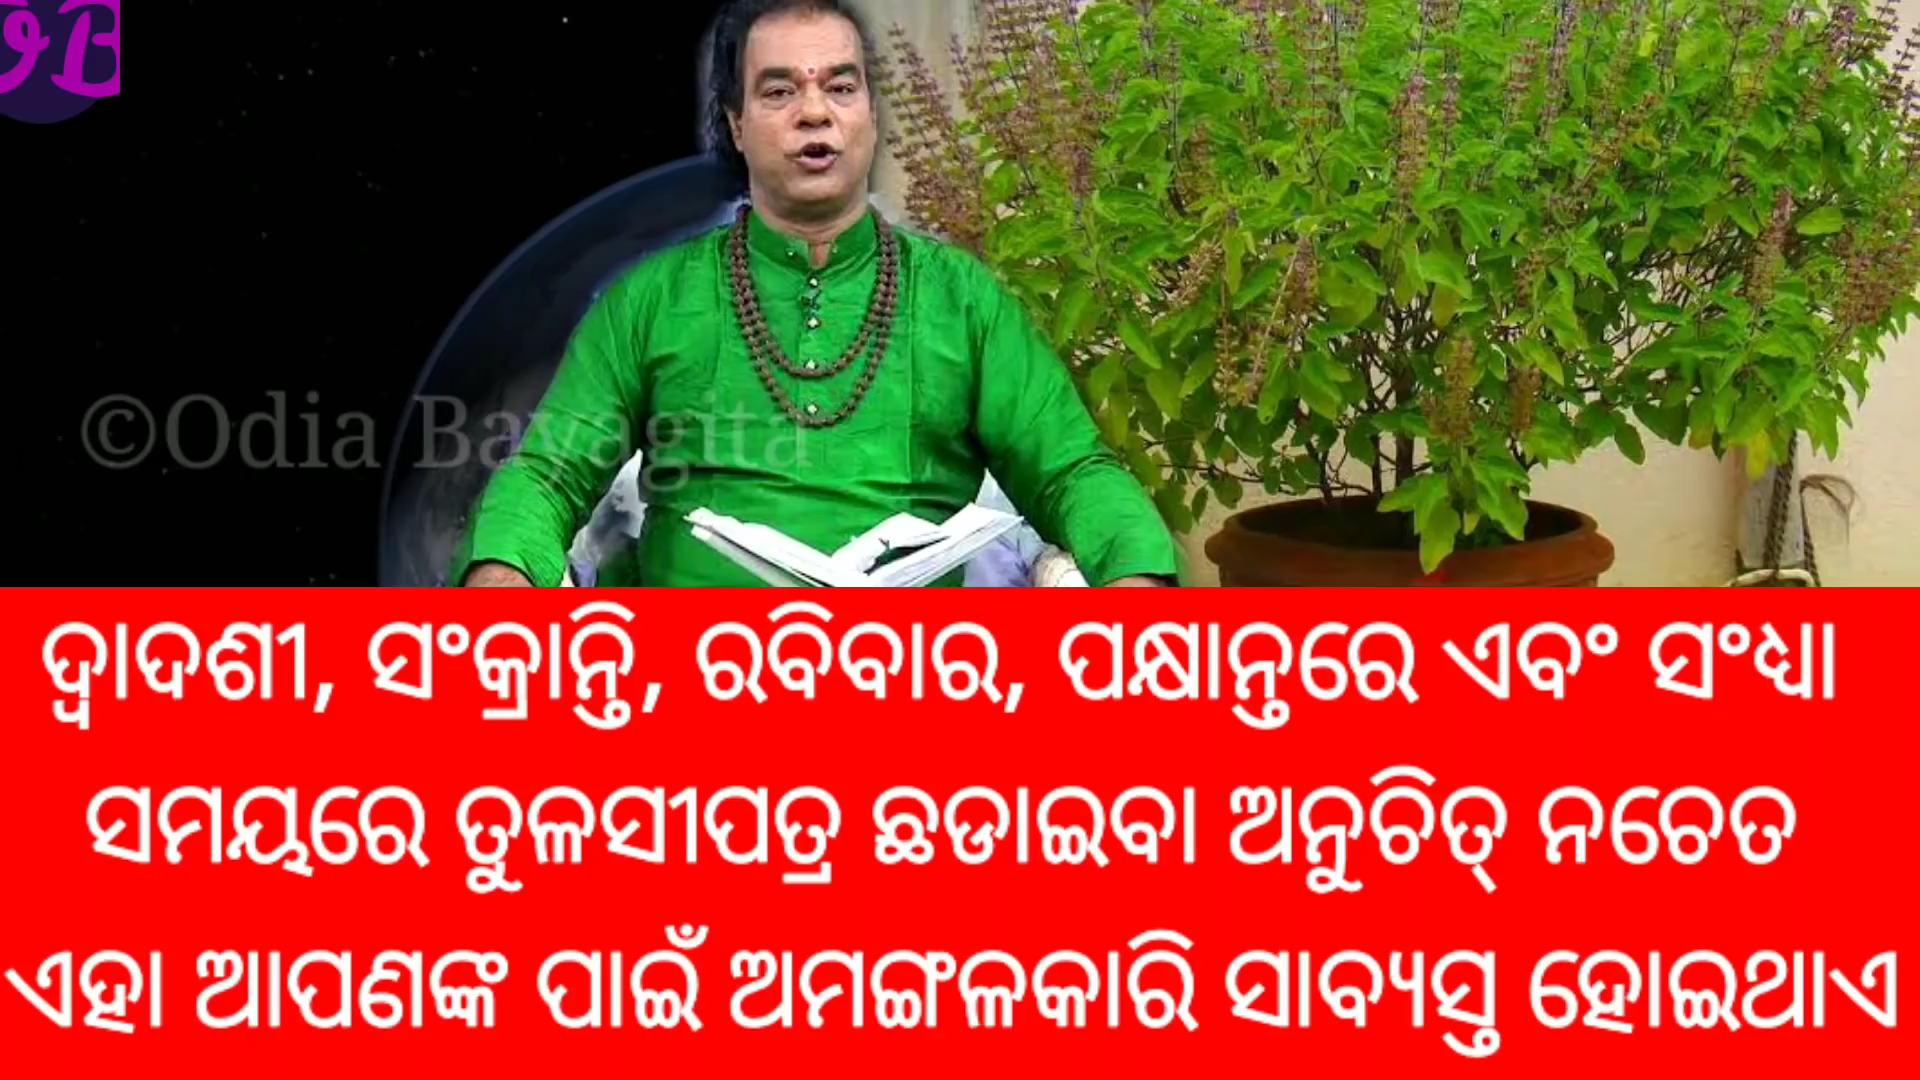 ©Odia Bayagita
ଦ୍ୱାଦଶୀ, ସଂକ୍ରାନ୍ତି, ରବିବାର, ପକ୍ଷାନ୍ତରେ ଏବଂ ସଂଧ୍ୟା
ସମୟରେ ତୁଳସୀପତ୍ର ଛଡାଇବା ଅନୁଚିତ୍ ନଚେତ
ଏହା ଆପଣଙ୍କ ପାଇଁ ଅମଙ୍ଗଳକାରି ସାବ୍ୟସ୍ତ ହୋଇଥାଏ